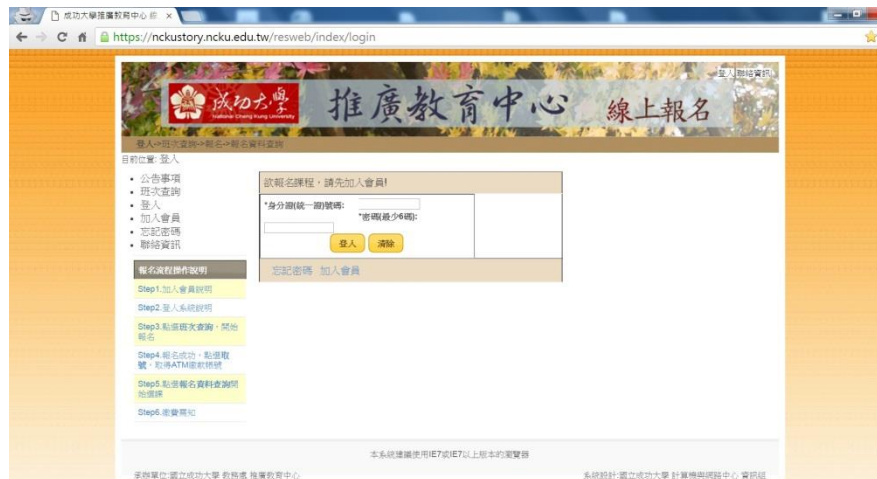 成功大學推廣教育中心
https://nckustory.ncku.edu.tw/resweb/index/login
登入 聯絡資訊
成功大學
National Cheng Kung University
推廣教育中心 線上報名
登入→班次查詢→報名→報名資料查詢
目前位置: 登入
公告事項
班次查詢
登入
加入會員
忘記密碼
聯絡資訊
欲報名課程，請先加入會員!
*身分證(統一證)號碼:
*密碼(最少6碼):
登入 清除
忘記密碼 加入會員
報名流程操作說明
Step1.加入會員說明
Step2.登入系統說明
Step3.點選班次查詢，開始
報名
Step4.報名成功，點選取
號，取得ATM繳款帳號
Step5.點選報名資料查詢開
始選課
Step6.繳費需知
本系統建議使用IE7或IE7以上版本的瀏覽器
承辦單位:國立成功大學 教務處 推廣教育中心
系統設計:國立成功大學 計算機與網路中心 資訊組